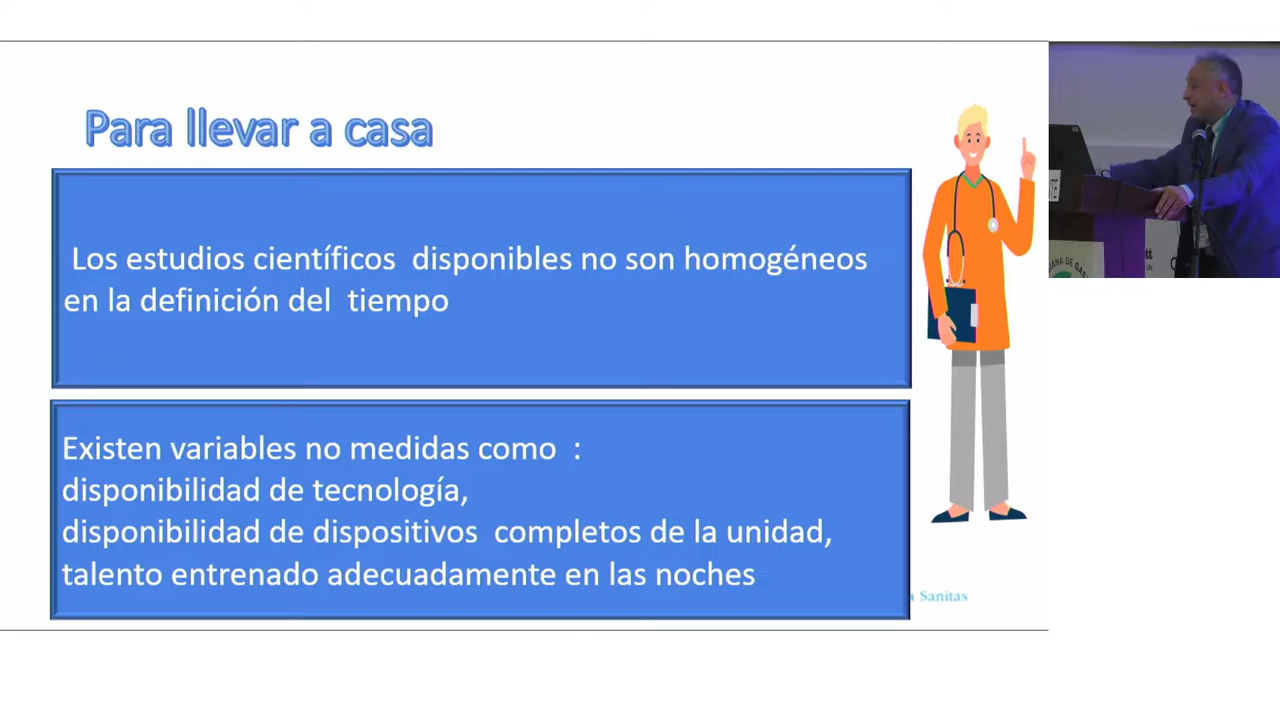 Para llevar a casa
Los estudios científicos disponibles no son homogéneos
en la definición del tiempo
Existen variables no medidas como :
disponibilidad de tecnología,
disponibilidad de dispositivos completos de la unidad,
talento entrenado adecuadamente en las noches
Sanitas